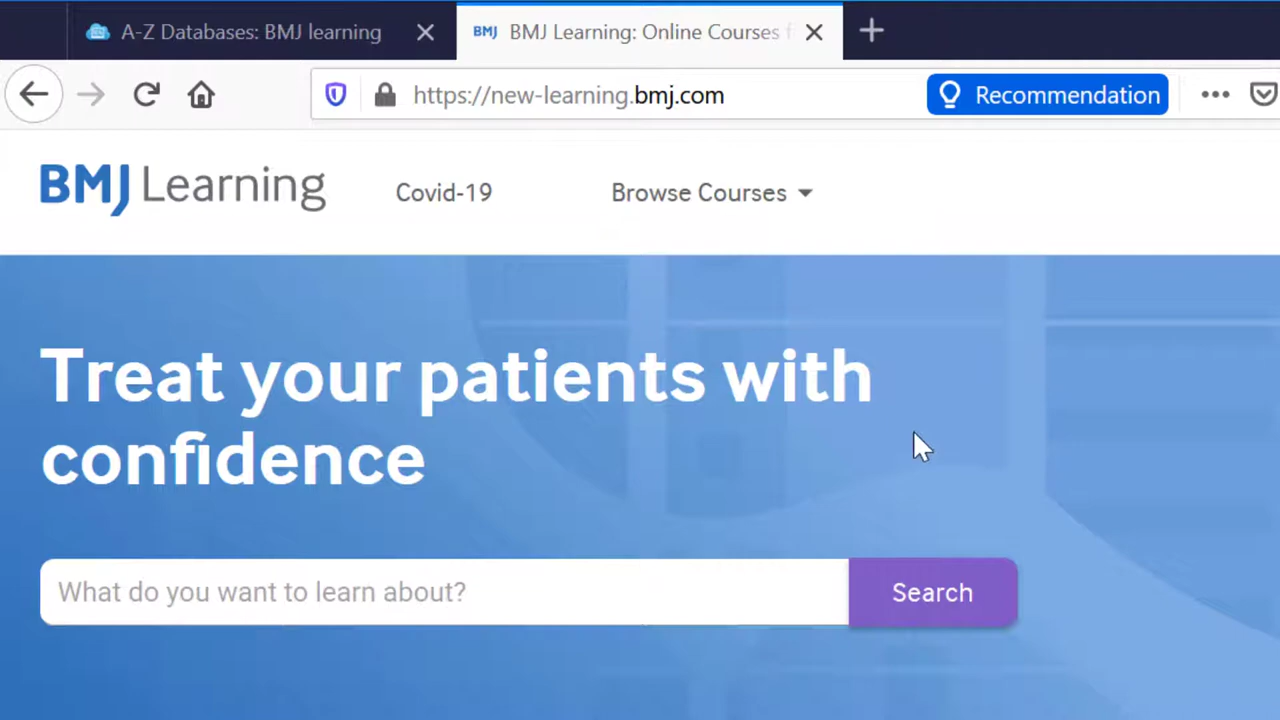 A-Z Databases: BMJ learning
BMJ BMJ Learning: Online Courses
https://new-learning.bmj.com
Recommendation
BMJ Learning
Covid-19
Browse Courses
Treat your patients with
confidence
What do you want to learn about?
Search